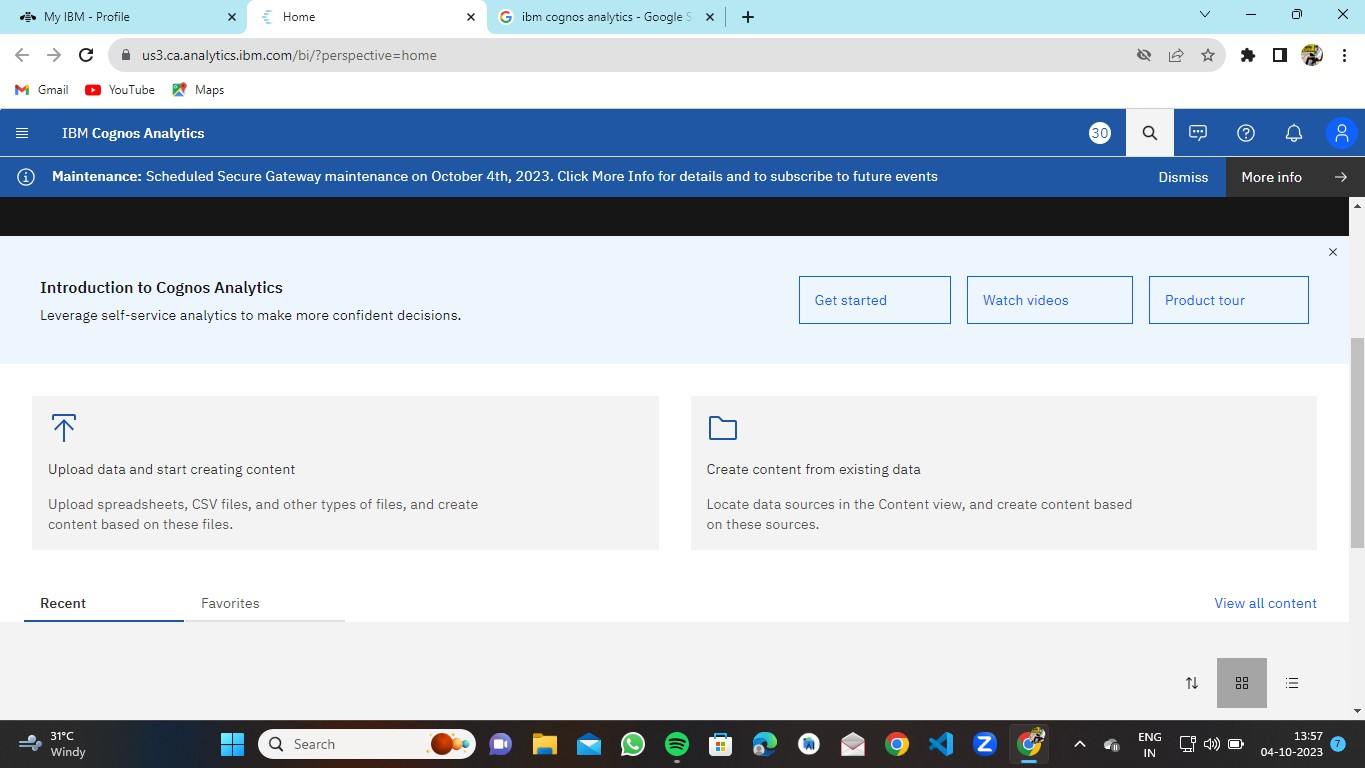 My IBM - Profile
Home
ibm cognos analytics - Google S
us3.ca.analytics.ibm.com/bi/?perspective=home
Gmail
YouTube
Maps
IBM Cognos Analytics
30
Maintenance: Scheduled Secure Gateway maintenance on October 4th, 2023. Click More Info for details and to subscribe to future events
Dismiss
More info
Introduction to Cognos Analytics
Leverage self-service analytics to make more confident decisions.
Get started
Watch videos
Product tour
Upload data and start creating content
Upload spreadsheets, CSV files, and other types of files, and create
content based on these files.
Create content from existing data
Locate data sources in the Content view, and create content based
on these sources.
Recent
Favorites
View all content
31°C
Windy
Search
ENG
IN
13:57
04-10-2023
7